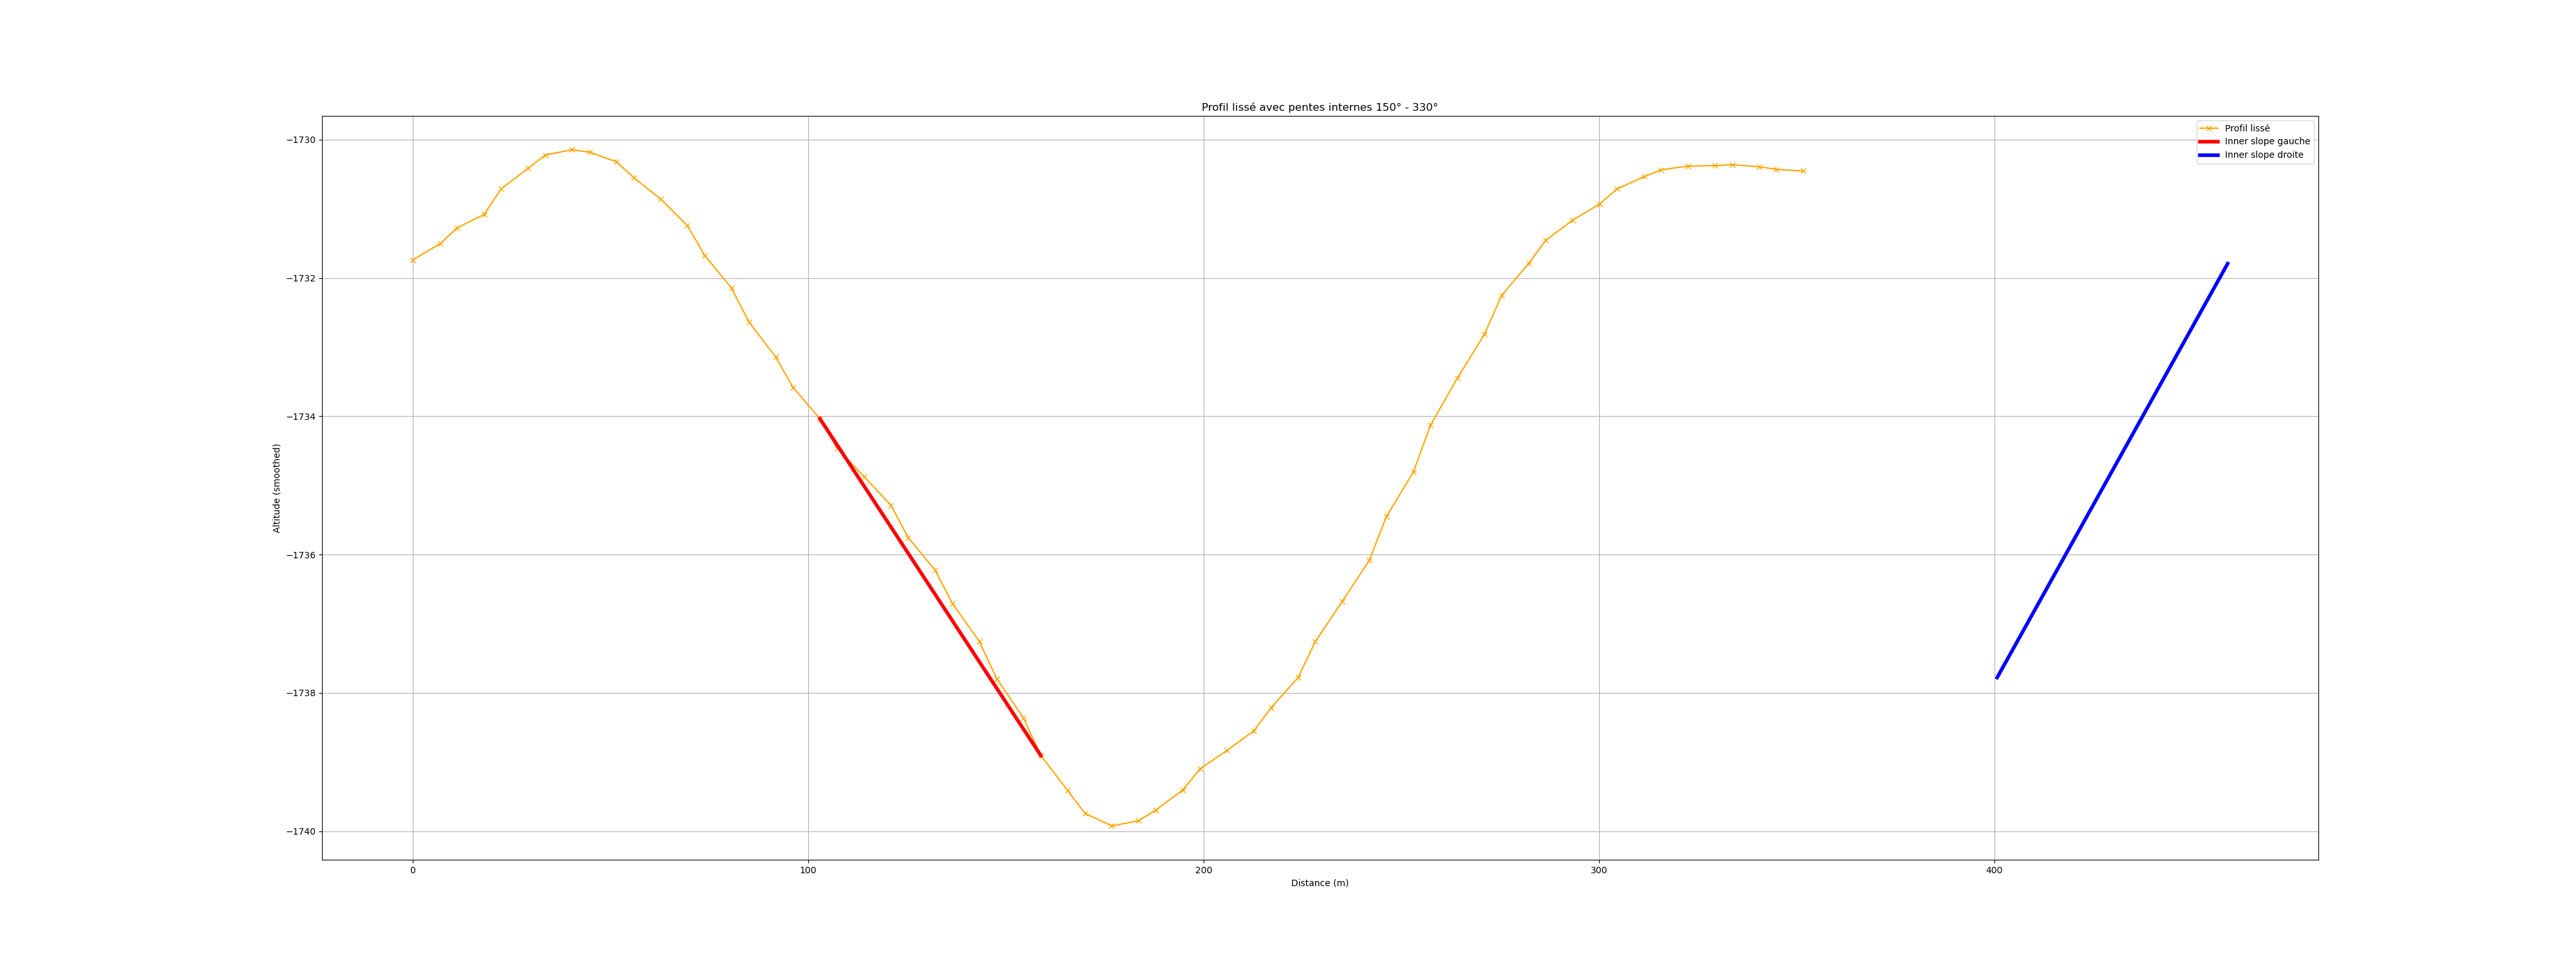 Profil lissé avec pentes internes 150° - 330°
Profil lissé
Inner slope gauche
Inner slope droite
Altitude (smoothed)
−1730
−1732
−1734
−1736
−1738
−1740
0
100
200
300
400
Distance (m)